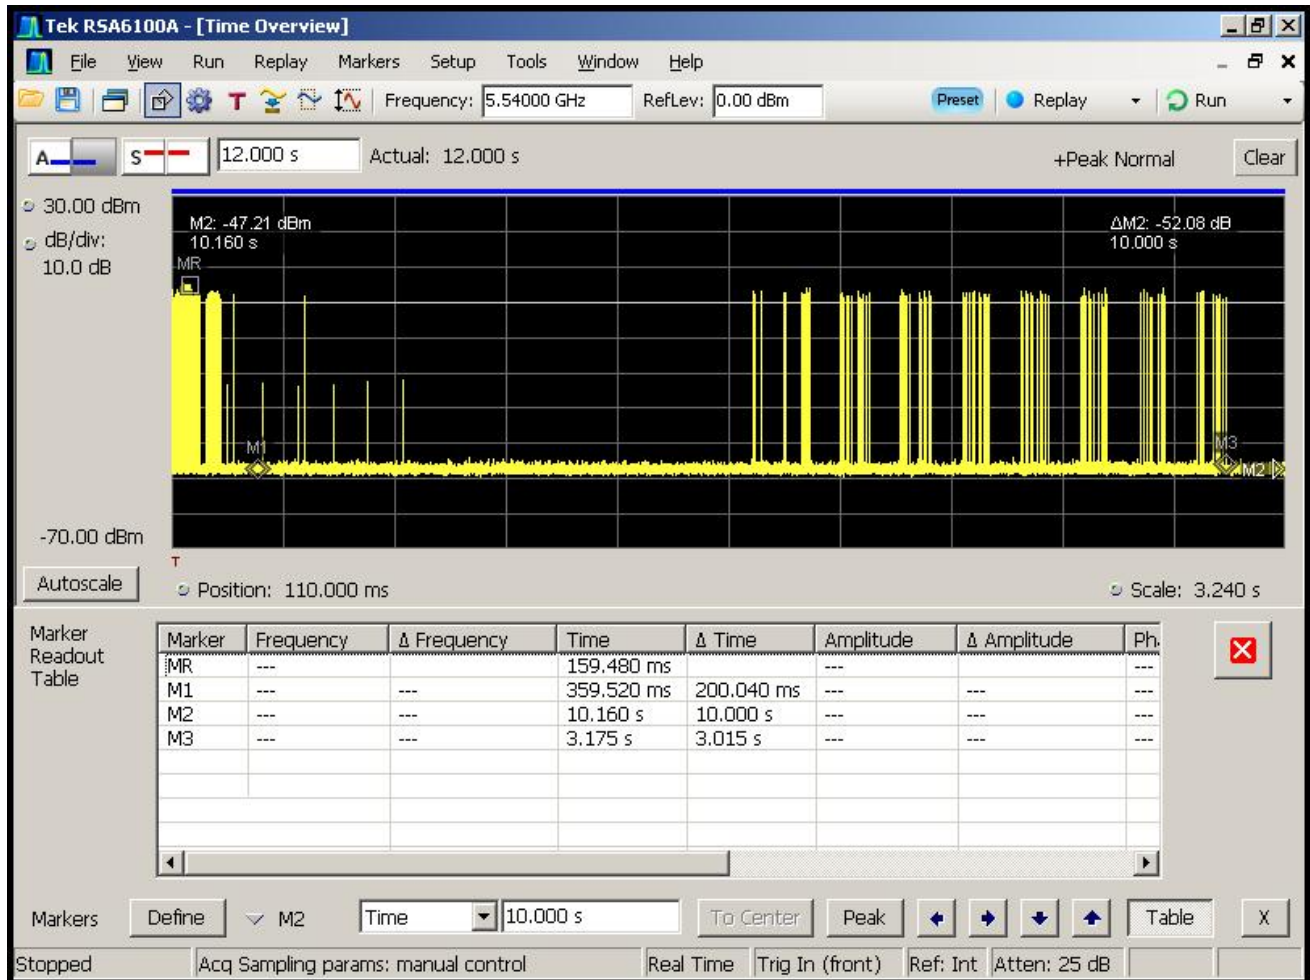 Tek RSA6100A - [Time Overview]
File View Run Replay Markers Setup Tools Window Help
T Frequency: 5.54000 GHz RefLev: 0.00 dBm Preset Replay Run
A S 12.000 s Actual: 12.000 s +Peak Normal Clear
30.00 dBm
dB/div:
10.0 dB
M2: -47.21 dBm
10.160 s
ΔM2: -52.08 dB
10.000 s
MR
M1
M3
M2
-70.00 dBm
T
Autoscale Position: 110.000 ms Scale: 3.240 s
Marker Readout Table
Marker Frequency Δ Frequency Time Δ Time Amplitude Δ Amplitude Ph
MR --- 159.480 ms --- ---
M1 --- --- 359.520 ms 200.040 ms --- --- ---
M2 --- --- 10.160 s 10.000 s --- --- ---
M3 --- --- 3.175 s 3.015 s --- --- ---
Markers Define M2 Time 10.000 s To Center Peak Table X
Stopped Acq Sampling params: manual control Real Time Trig In (front) Ref: Int Atten: 25 dB